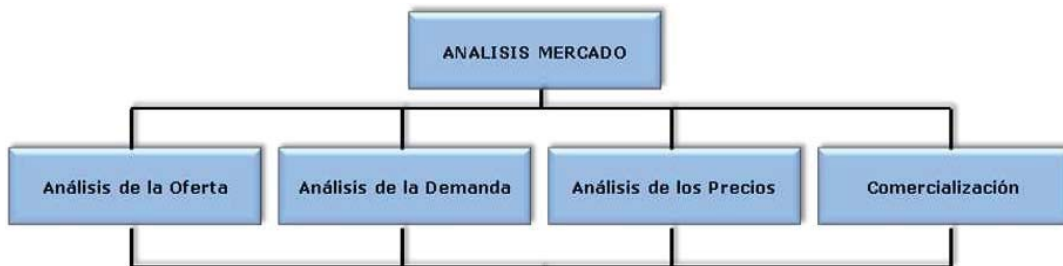 ANALISIS MERCADO
Análisis de la Oferta
Análisis de la Demanda
Análisis de los Precios
Comercialización